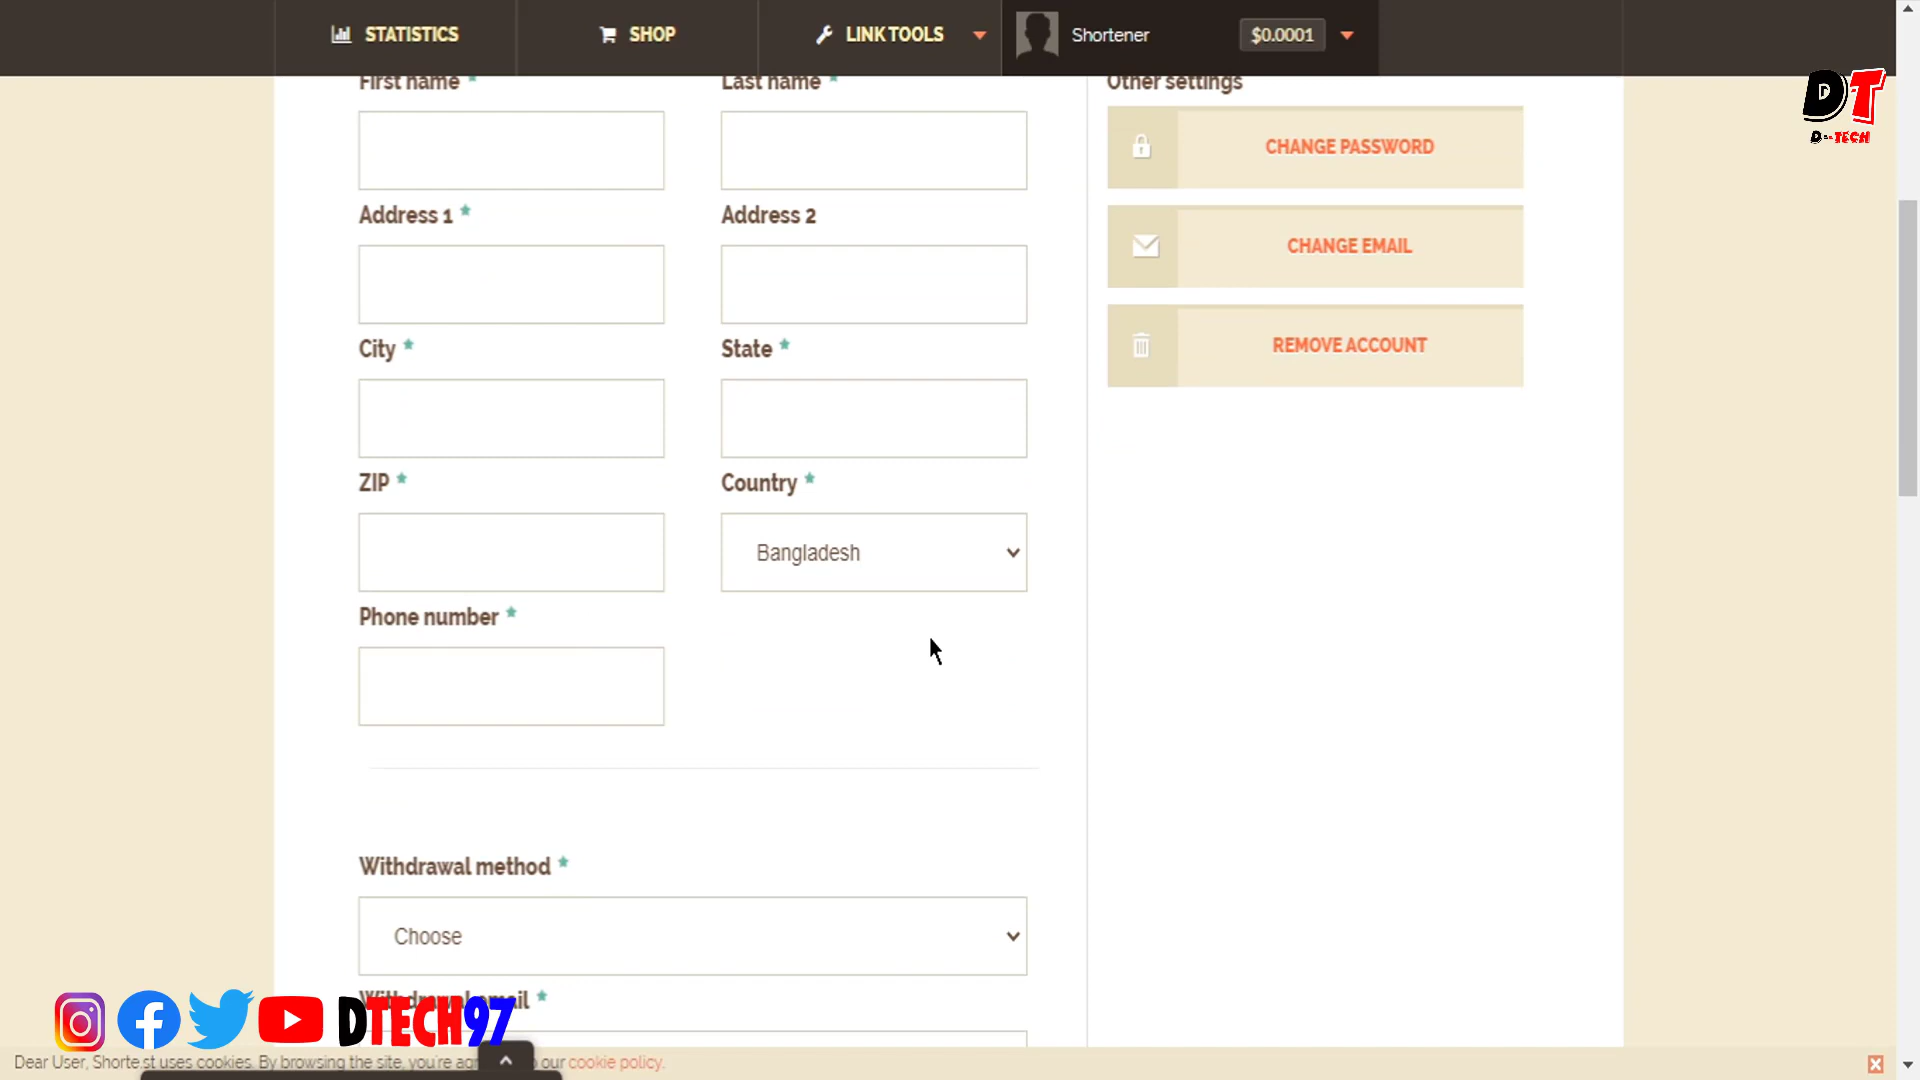 STATISTICS
SHOP
LINK TOOLS
Shortener
$0.0001
First name *
Last name *
Other settings
DT
D--TECH
CHANGE PASSWORD
Address 1 *
Address 2
CHANGE EMAIL
City *
State *
REMOVE ACCOUNT
ZIP *
Country *
Bangladesh
Phone number *
Withdrawal method *
Choose
Withdrawal email *
DTECH97
Dear User, Shorte.st uses cookies. By browsing the site, you're
our cookie policy.